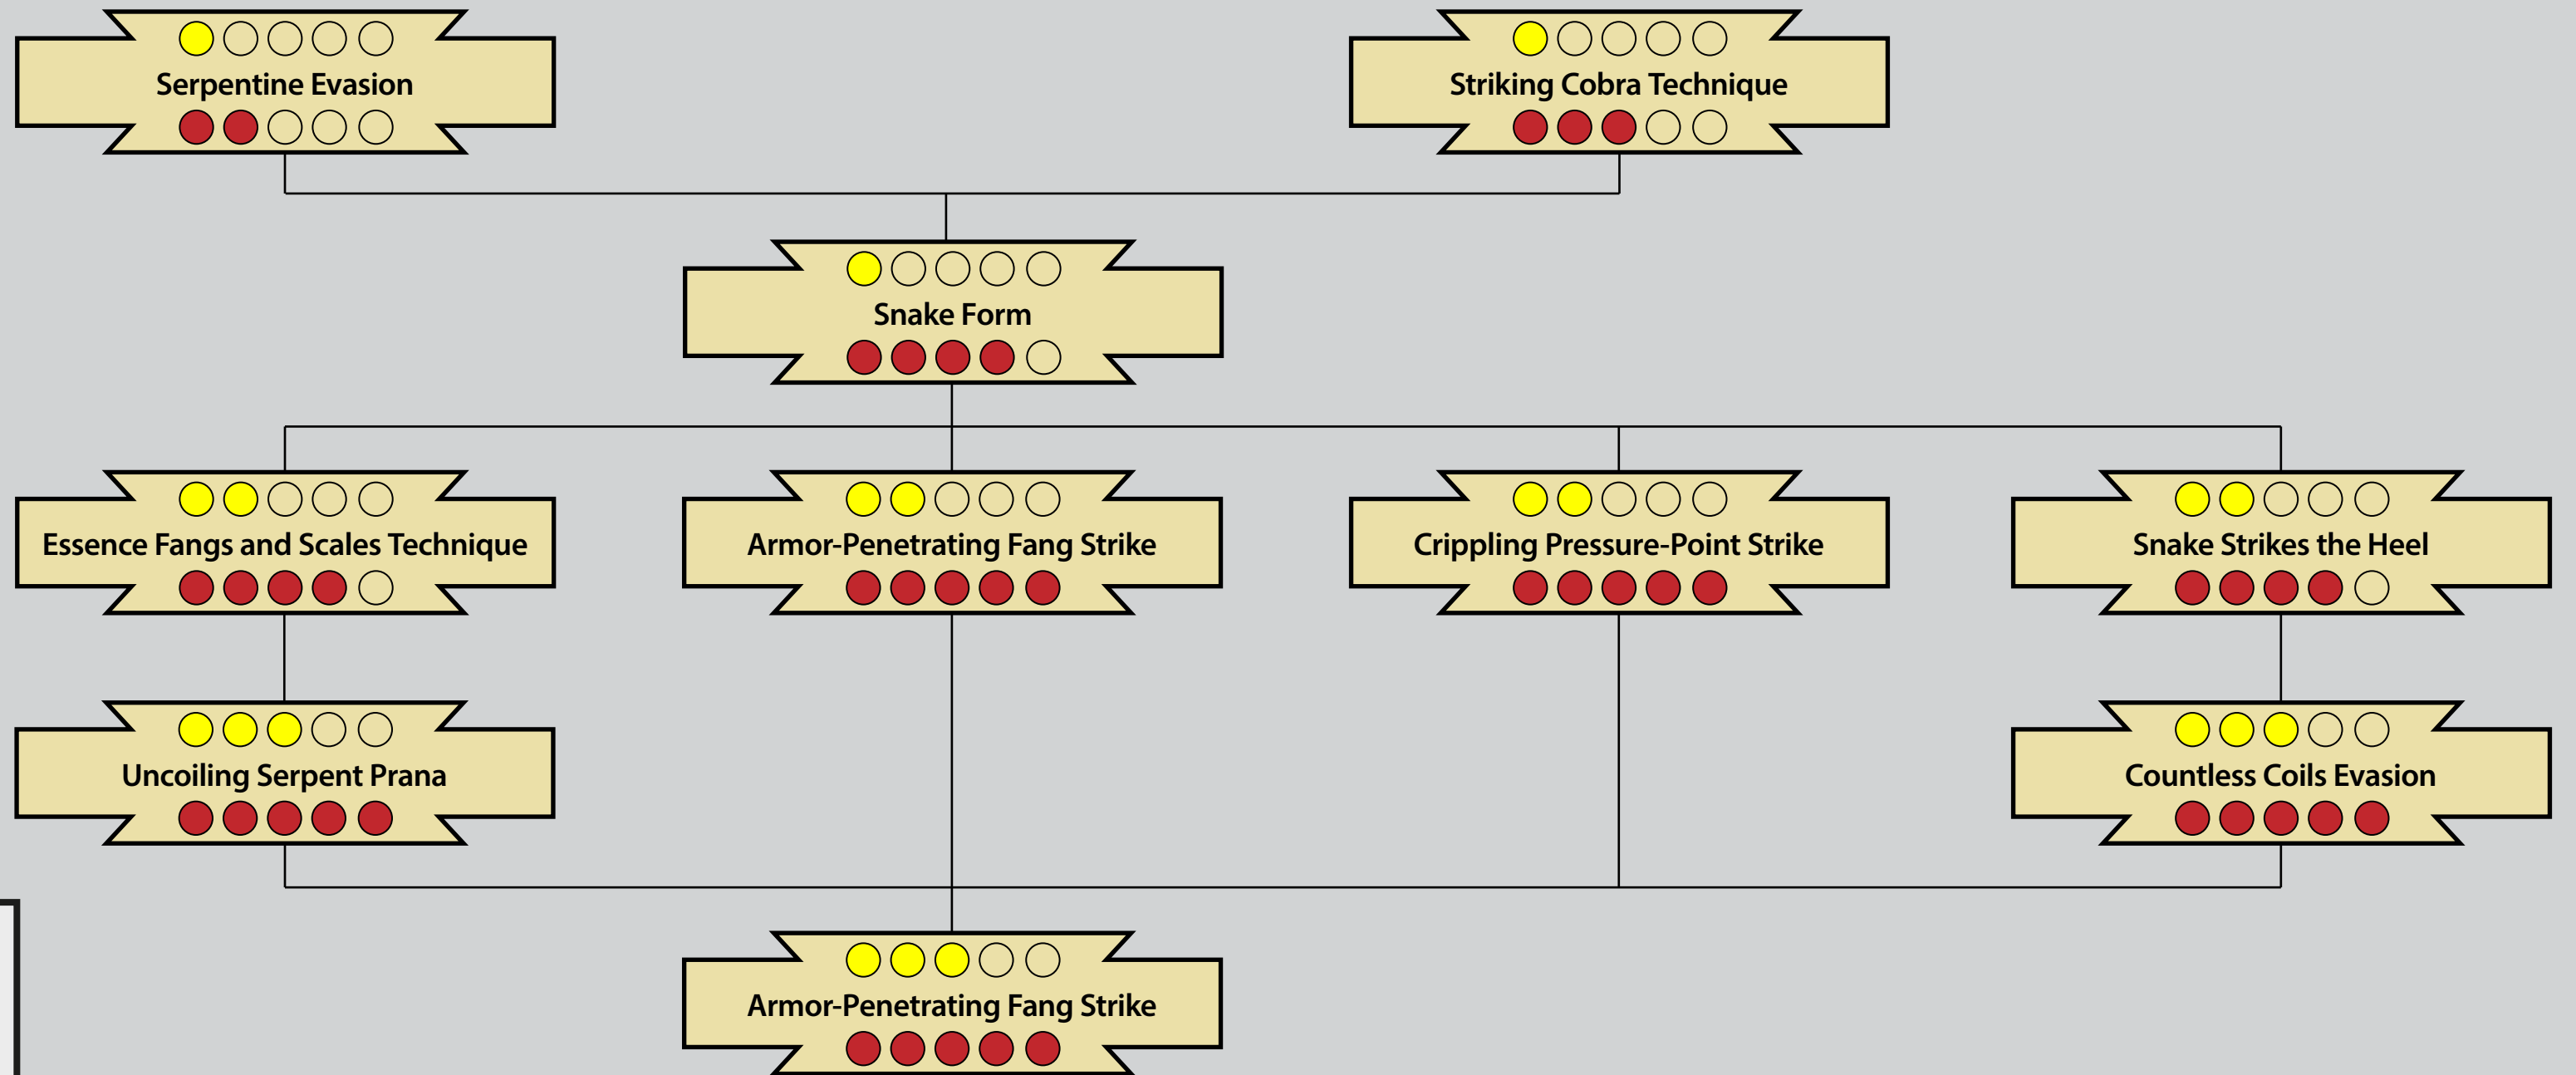 Serpentine Evasion
Striking Cobra Technique
Snake Form
Essence Fangs and Scales Technique
Armor-Penetrating Fang Strike
Crippling Pressure-Point Strike
Snake Strikes the Heel
Uncoiling Serpent Prana
Countless Coils Evasion
Armor-Penetrating Fang Strike